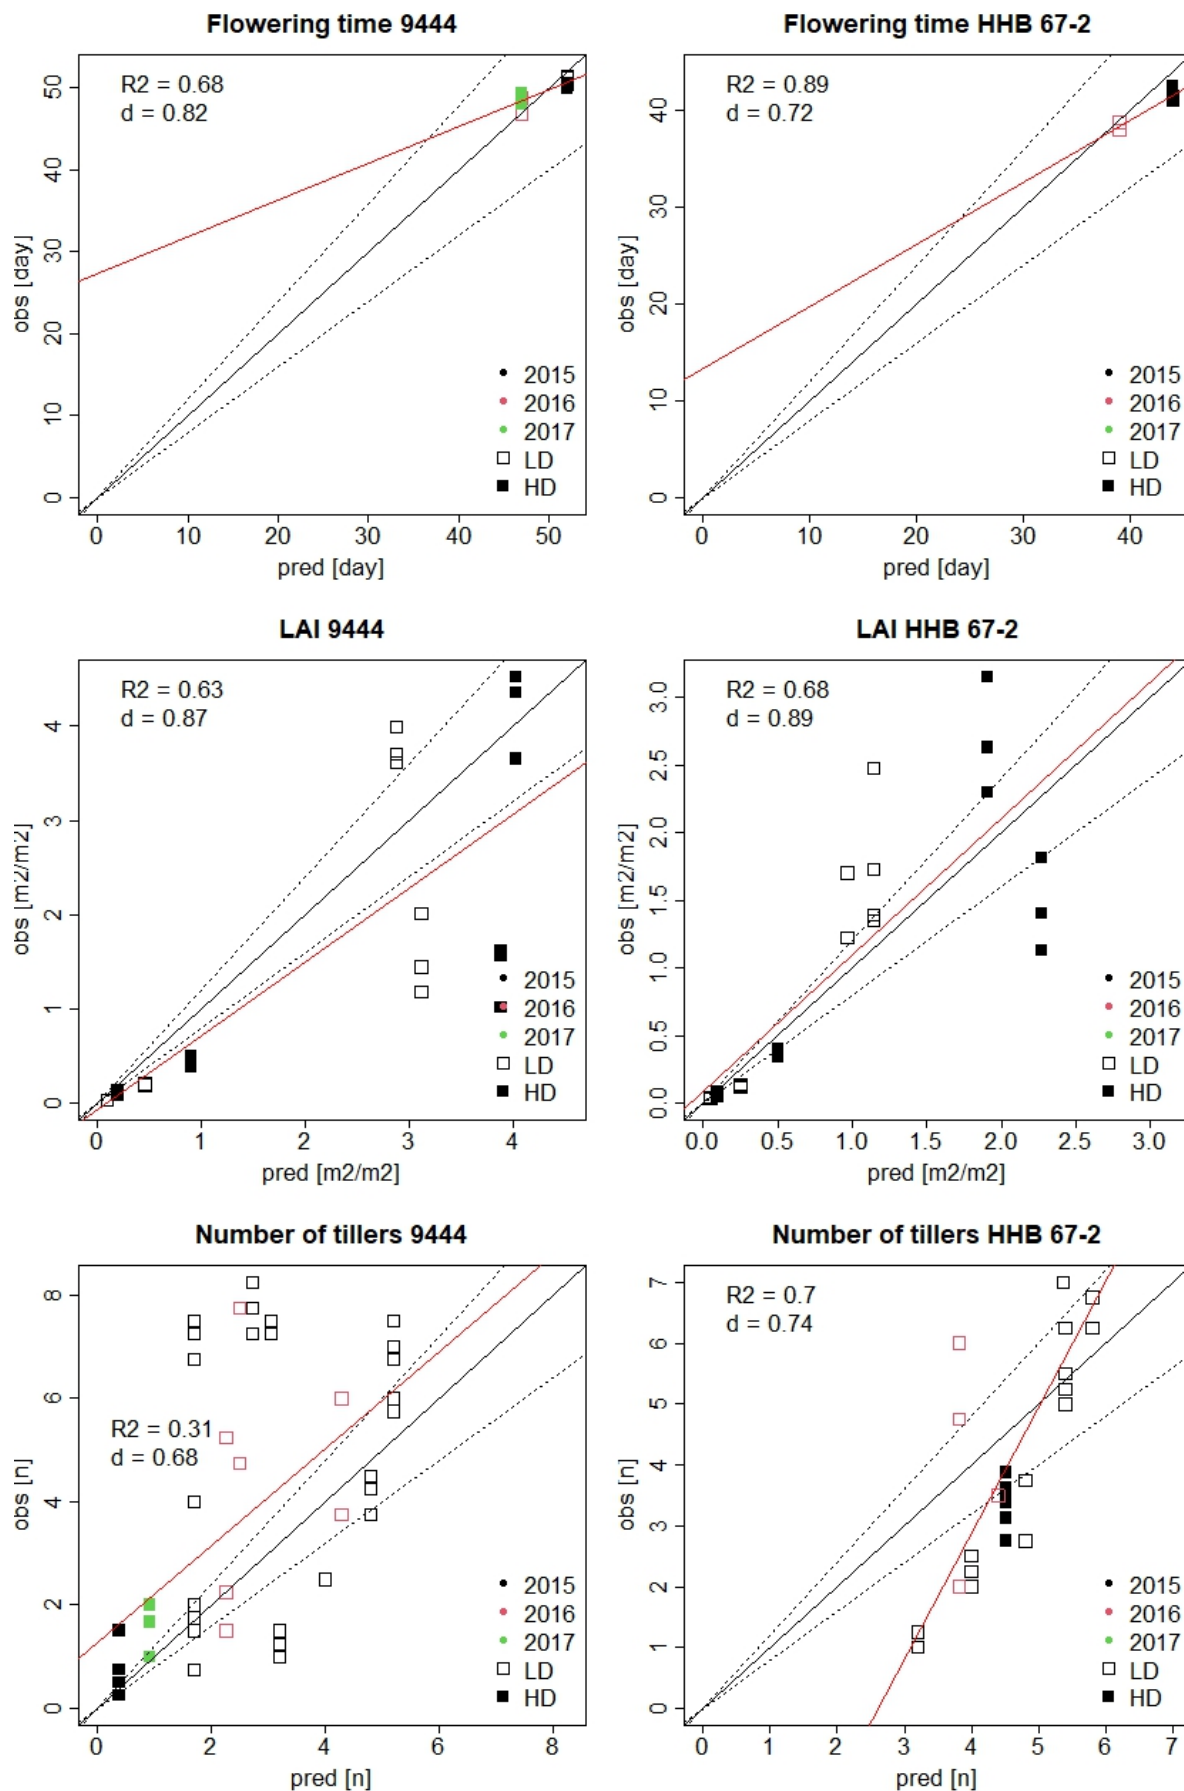 Flowering time 9444
R2 = 0.68
d = 0.82
obs [day]
50
40
30
20
10
0
2015
2016
2017
LD
HD
0 10 20 30 40 50
pred [day]
Flowering time HHB 67-2
R2 = 0.89
d = 0.72
obs [day]
40
30
20
10
0
2015
2016
2017
LD
HD
0 10 20 30 40
pred [day]
LAI 9444
R2 = 0.63
d = 0.87
obs [m2/m2]
4
3
2
1
0
2015
2016
2017
LD
HD
0 1 2 3 4
pred [m2/m2]
LAI HHB 67-2
R2 = 0.68
d = 0.89
obs [m2/m2]
3.0
2.5
2.0
1.5
1.0
0.5
0.0
2015
2016
2017
LD
HD
0.0 0.5 1.0 1.5 2.0 2.5 3.0
pred [m2/m2]
Number of tillers 9444
R2 = 0.31
d = 0.68
obs [n]
8
6
4
2
0
2015
2016
2017
LD
HD
0 2 4 6 8
pred [n]
Number of tillers HHB 67-2
R2 = 0.7
d = 0.74
obs [n]
7
6
5
4
3
2
1
0
2015
2016
2017
LD
HD
0 1 2 3 4 5 6 7
pred [n]